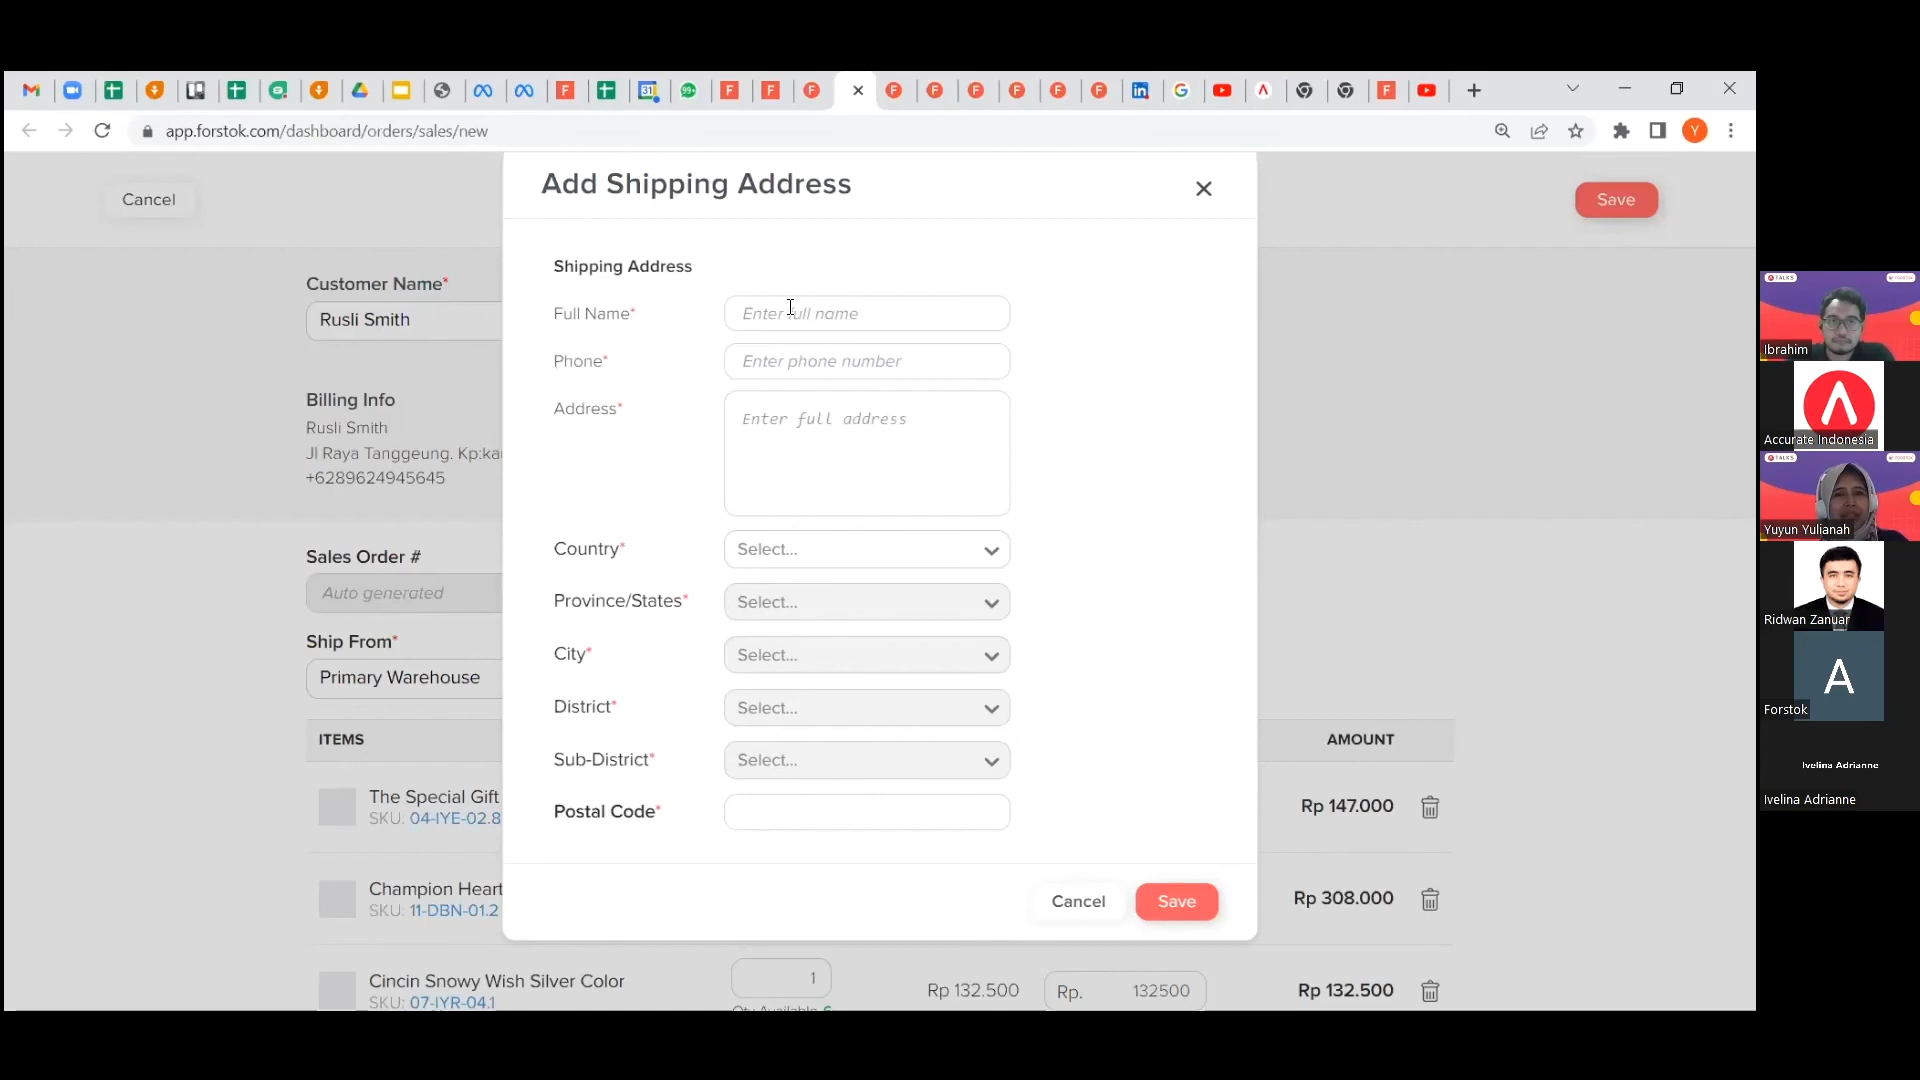 app.forstok.com/dashboard/orders/sales/new
Y
Cancel
Save
Add Shipping Address
Customer Name*
Rusli Smith
Billing Info
Rusli Smith
Jl Raya Tanggeung. Kp:ka
+6289624945645
Sales Order #
Auto generated
Ship From*
Primary Warehouse
Shipping Address
Full Name*
Enter full name
Phone*
Enter phone number
Address*
Enter full address
Country*
Select...
Province/States*
Select...
City*
Select...
District*
Select...
Sub-District*
Select...
Postal Code*
Cancel
Save
ITEMS
AMOUNT
The Special Gift
SKU: 04-IYE-02.8
Rp 147.000
Champion Heart
SKU: 11-DBN-01.2
Rp 308.000
Cincin Snowy Wish Silver Color
SKU: 07-IYR-04.1
1
Rp 132.500
Rp.
132500
Rp 132.500
TALKS
Ibrahim
Accurate Indonesia
TALKS
Yuyun Yulianah
Ridwan Zanuar
A
Forstok
Ivelina Adrianne
Ivelina Adrianne